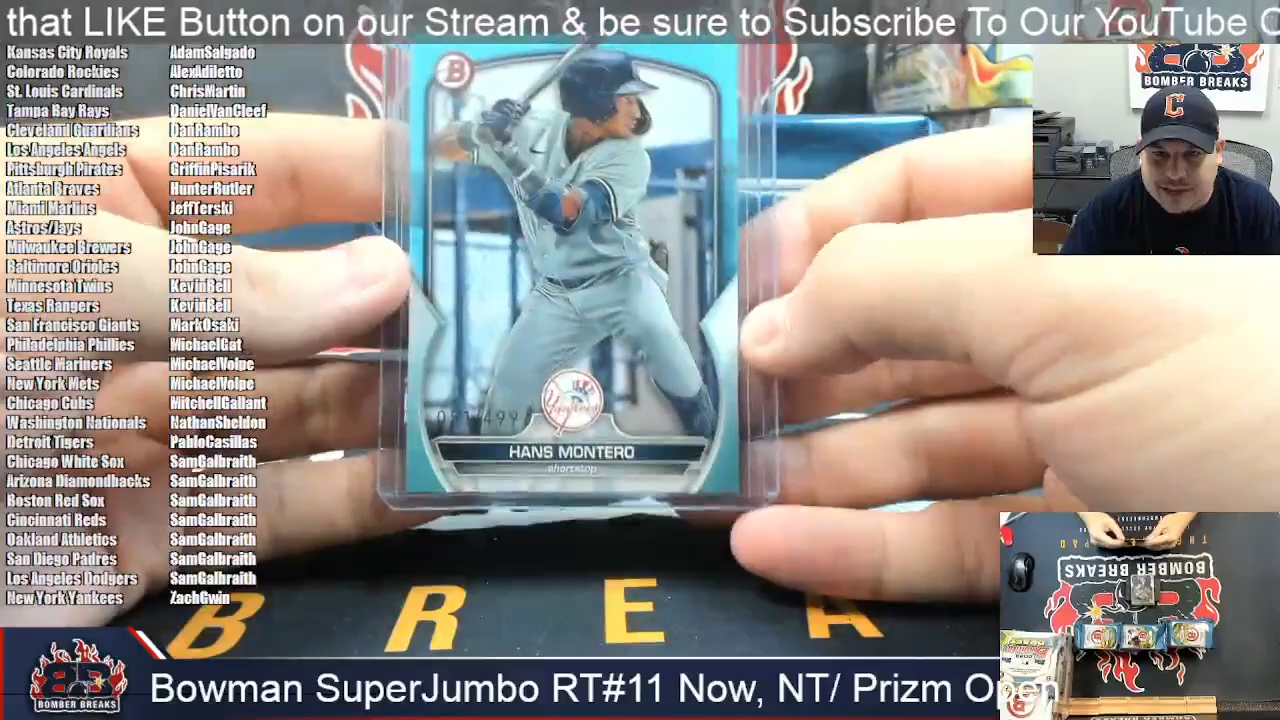 that LIKE Button on our Stream & be sure to Subscribe To Our YouTube C
BOMBER BREAKS
C
Kansas City Royals AdamSalgado
Colorado Rockies AlexAdiletto
St. Louis Cardinals ChrisMartin
Tampa Bay Rays DanielVanCleef
Cleveland Guardians DanRambo
Los Angeles Angels DanRambo
Pittsburgh Pirates GriffinPisarik
Atlanta Braves HunterButler
Miami Marlins JeffTerski
Astros/Jays JohnGage
Milwaukee Brewers JohnGage
Baltimore Orioles JohnGage
Minnesota Twins KevinBell
Texas Rangers KevinBell
San Francisco Giants MarkOsaki
Philadelphia Phillies MichaelGat
Seattle Mariners MichaelVolpe
New York Mets MichaelVolpe
Chicago Cubs MitchellGallant
Washington Nationals NathanSheldon
Detroit Tigers PabloCasillas
Chicago White Sox SamGalbraith
Arizona Diamondbacks SamGalbraith
Boston Red Sox SamGalbraith
Cincinnati Reds SamGalbraith
Oakland Athletics SamGalbraith
San Diego Padres SamGalbraith
Los Angeles Dodgers SamGalbraith
New York Yankees ZachGwin
B
Yankees
HANS MONTERO
shortstop
B R E A
BOMBER BREAKS
BOMBER BREAKS
Bowman SuperJumbo RT#11 Now, NT/ Prizm Open